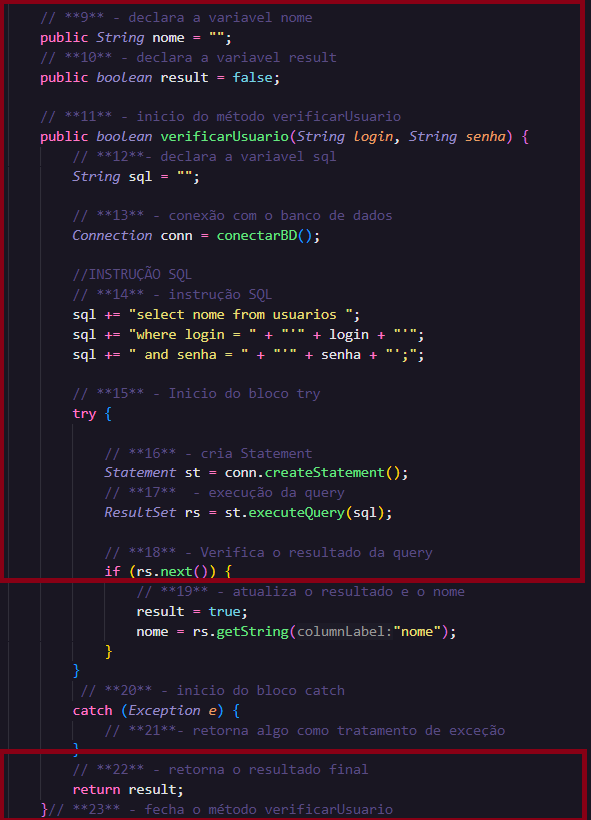 // **9** - declara a variavel nome
public String nome = "";
// **10** - declara a variavel result
public boolean result = false;
// **11** - inicio do método verificarUsuario
public boolean verificarUsuario(String login, String senha) {
// **12**- declara a variavel sql
String sql = "";
// **13** - conexão com o banco de dados
Connection conn = conectarBD();
//INSTRUÇÃO SQL
// **14** - instrução SQL
sql += "select nome from usuarios ";
sql += "where login = " + "'" + login + "'";
sql += " and senha = " + "'" + senha + "';";
// **15** - Inicio do bloco try
try {
// **16** - cria Statement
Statement st = conn.createStatement();
// **17**  - execução da query
ResultSet rs = st.executeQuery(sql);
// **18** - Verifica o resultado da query
if (rs.next()) {
// **19** - atualiza o resultado e o nome
result = true;
nome = rs.getString(columnLabel:"nome");
}
}
// **20** - inicio do bloco catch
catch (Exception e) {
// **21**- retorna algo como tratamento de exceção
}
// **22** - retorna o resultado final
return result;
}// **23** - fecha o método verificarUsuario